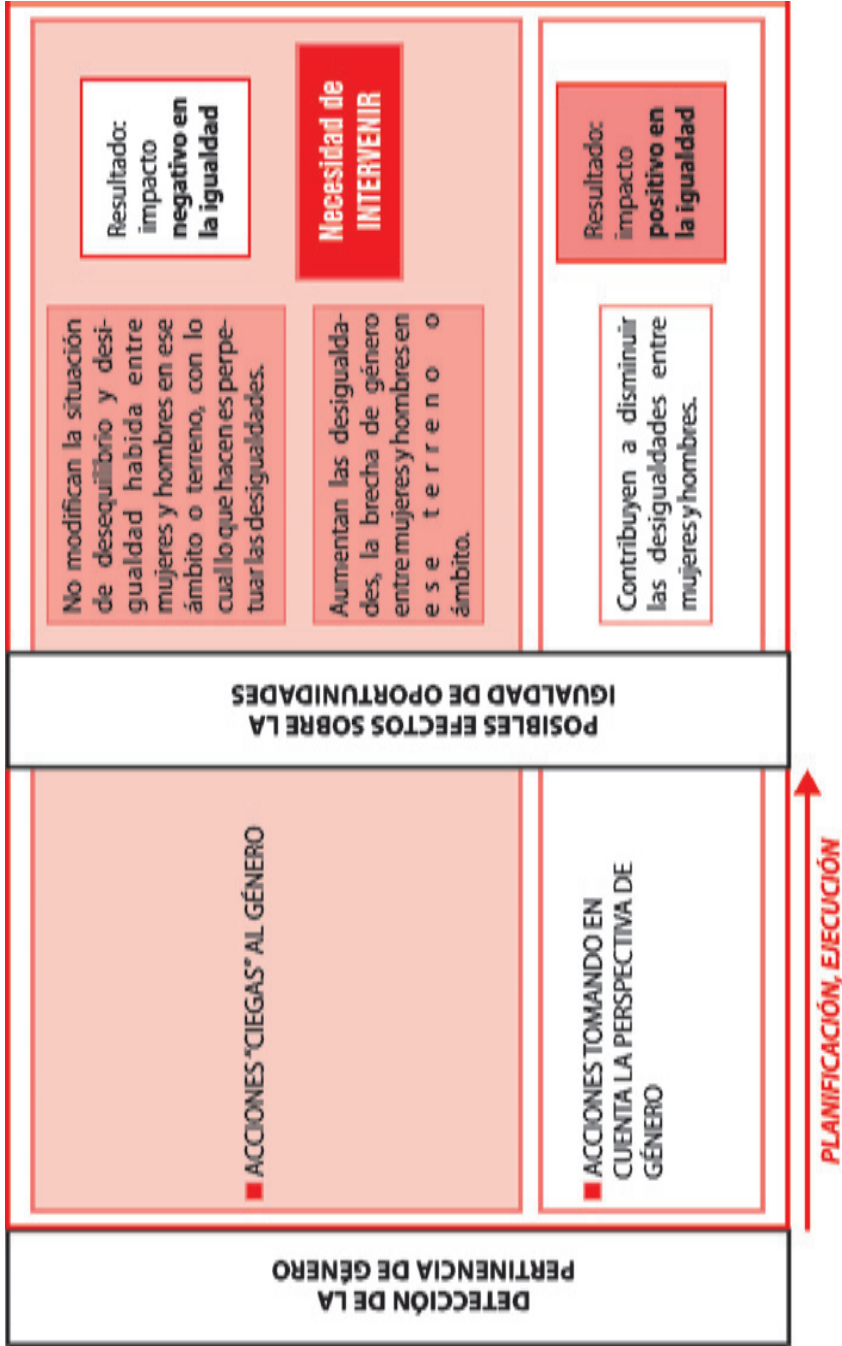 DETECCIÓN DE LA
PERTINENCIA DE GÉNERO
■ ACCIONES "CIEGAS" AL GÉNERO
■ ACCIONES TOMANDO EN
CUENTA LA PERSPECTIVA DE
GÉNERO
POSIBLES EFECTOS SOBRE LA
IGUALDAD DE OPORTUNIDADES
No modifican la situación
de desequilibrio y desi-
gualdad habida entre
mujeres y hombres en ese
ámbito o terreno, con lo
cual lo que hacen es perpe-
tuar las desigualdades.
Aumentan las desigualda-
des, la brecha de género
entre mujeres y hombres en
ese terreno o
ámbito.
Contribuyen a disminuir
las desigualdades entre
mujeres y hombres.
Resultado:
impacto
negativo en
la igualdad
Necesidad de
INTERVENIR
Resultado:
impacto
positivo en
la igualdad
PLANIFICACIÓN, EJECUCIÓN